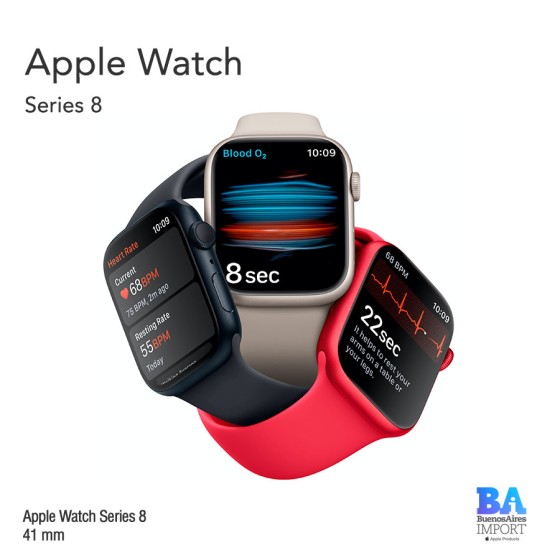 Apple Watch
Series 8
Blood O₂ 10:09
8 sec
Heart Rate 10:09
Current
68BPM
75 BPM, 2m ago
Resting Rate
55BPM
Today
68 BPM 10:09
22sec
It helps to rest your
arms on a table or
your legs.
Apple Watch Series 8
41 mm
BA
BuenosAires
IMPORT
Apple Products